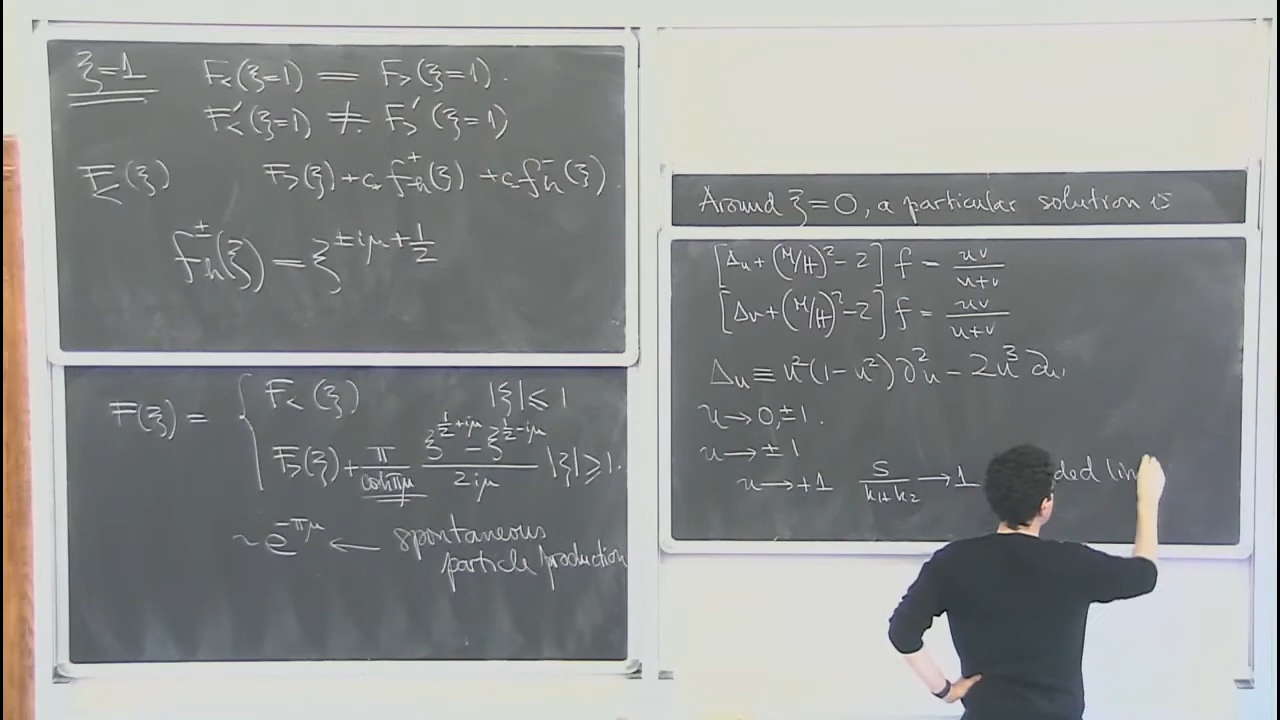 ξ=1 F<(ξ=1) = F>(ξ=1).
F'<(ξ=1) ≠ F'>(ξ=1)
F<(ξ) F>(ξ)+c₊f⁺ₕ(ξ) +c₋f⁻ₕ(ξ)
f±ₕ(ξ) = ξ^{±iμ+1/2}
F(ξ) = { F<(ξ) |ξ| ≤ 1
F>(ξ) + π/coshπμ (ξ^{1/2+iμ} − ξ^{1/2−iμ})/2iμ |ξ| ≥ 1.
~ e^{−πμ} ← spontaneous
particle production
Around ξ=0, a particular solution is
[Δᵤ+(M/H)²−2] f = uv/(u+v)
[Δᵥ+(M/H)²−2] f = uv/(u+v)
Δᵤ ≡ u²(1−u²)∂²ᵤ − 2u³∂ᵤ.
u → 0,±1.
u → ±1
u → +1 s/(k₁+k₂) → 1